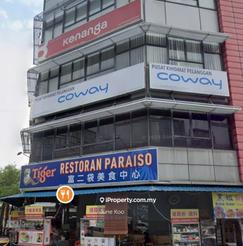 kenanga
PUSAT KHIDMAT PELANGGAN
coway
PUSAT KHIDMAT PELANGGAN
coway
Tiger RESTORAN PARAISO
富二袋美食中心
iProperty.com.my
Koo